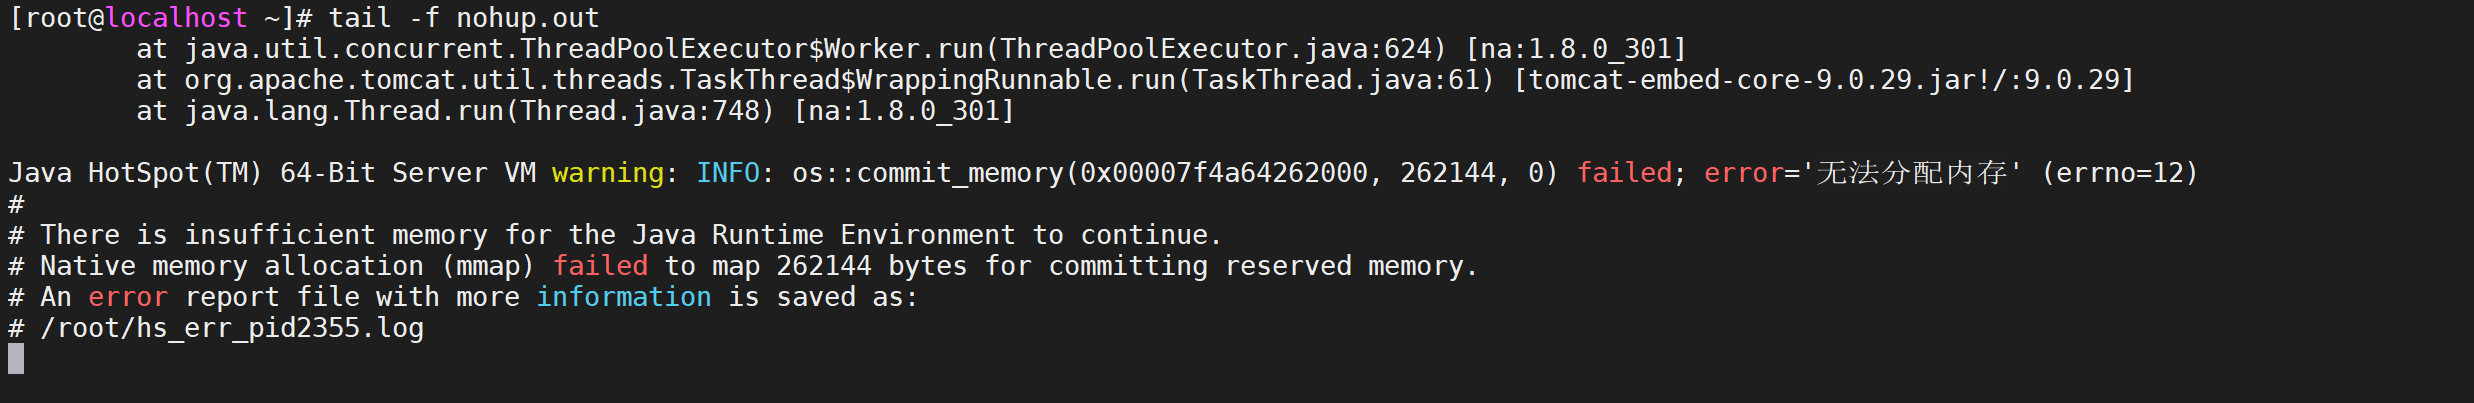 [root@localhost ~]# tail -f nohup.out
        at java.util.concurrent.ThreadPoolExecutor$Worker.run(ThreadPoolExecutor.java:624) [na:1.8.0_301]
        at org.apache.tomcat.util.threads.TaskThread$WrappingRunnable.run(TaskThread.java:61) [tomcat-embed-core-9.0.29.jar!/:9.0.29]
        at java.lang.Thread.run(Thread.java:748) [na:1.8.0_301]

Java HotSpot(TM) 64-Bit Server VM warning: INFO: os::commit_memory(0x00007f4a64262000, 262144, 0) failed; error='无法分配内存' (errno=12)
#
# There is insufficient memory for the Java Runtime Environment to continue.
# Native memory allocation (mmap) failed to map 262144 bytes for committing reserved memory.
# An error report file with more information is saved as:
# /root/hs_err_pid2355.log